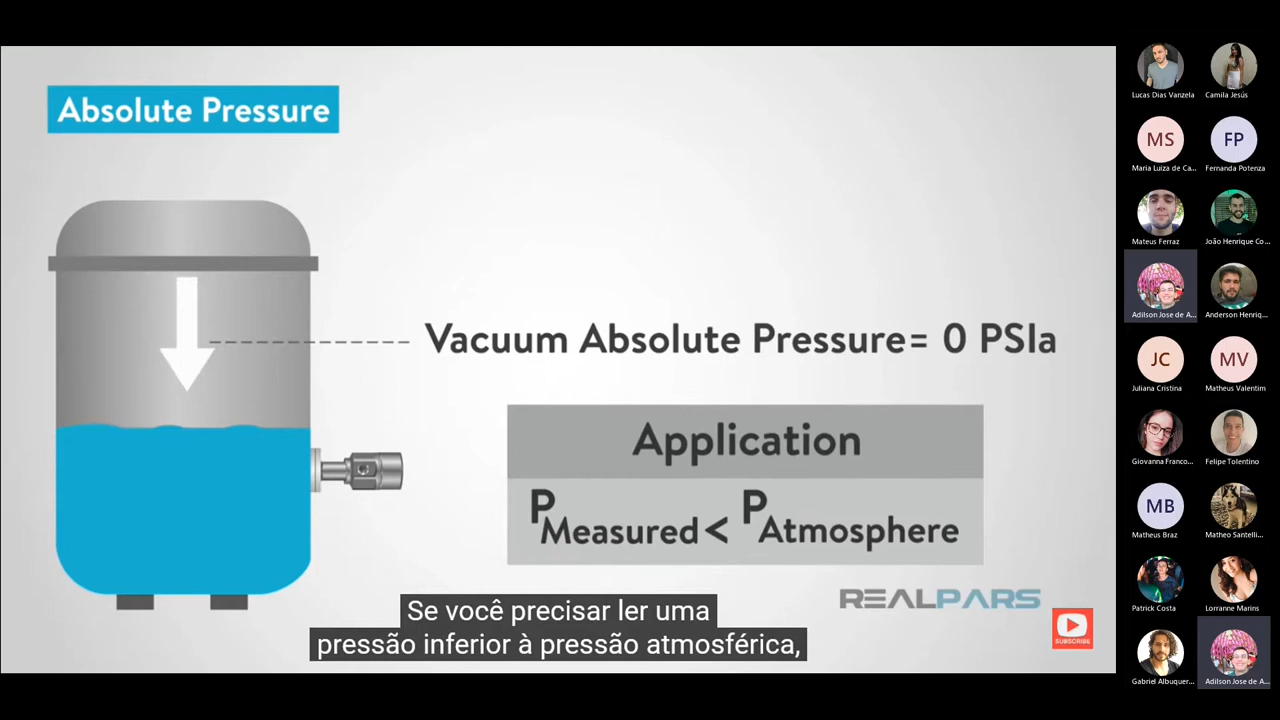 Absolute Pressure
Vacuum Absolute Pressure= 0 PSIa
Application
PMeasured < PAtmosphere
REALPARS
SUBSCRIBE
Se você precisar ler uma
pressão inferior à pressão atmosférica,
Lucas Dias Vanzela
Camila Jesús
MS
FP
Maria Luiza de Ca...
Fernanda Potenza
Mateus Ferraz
João Henrique Co...
Adilson Jose de A...
Anderson Henriq...
JC
MV
Juliana Cristina
Matheus Valentim
Giovanna Franco...
Felipe Tolentino
MB
Matheus Braz
Matheo Santelli...
Patrick Costa
Lorranne Marins
Gabriel Albuquer...
Adilson Jose de A...